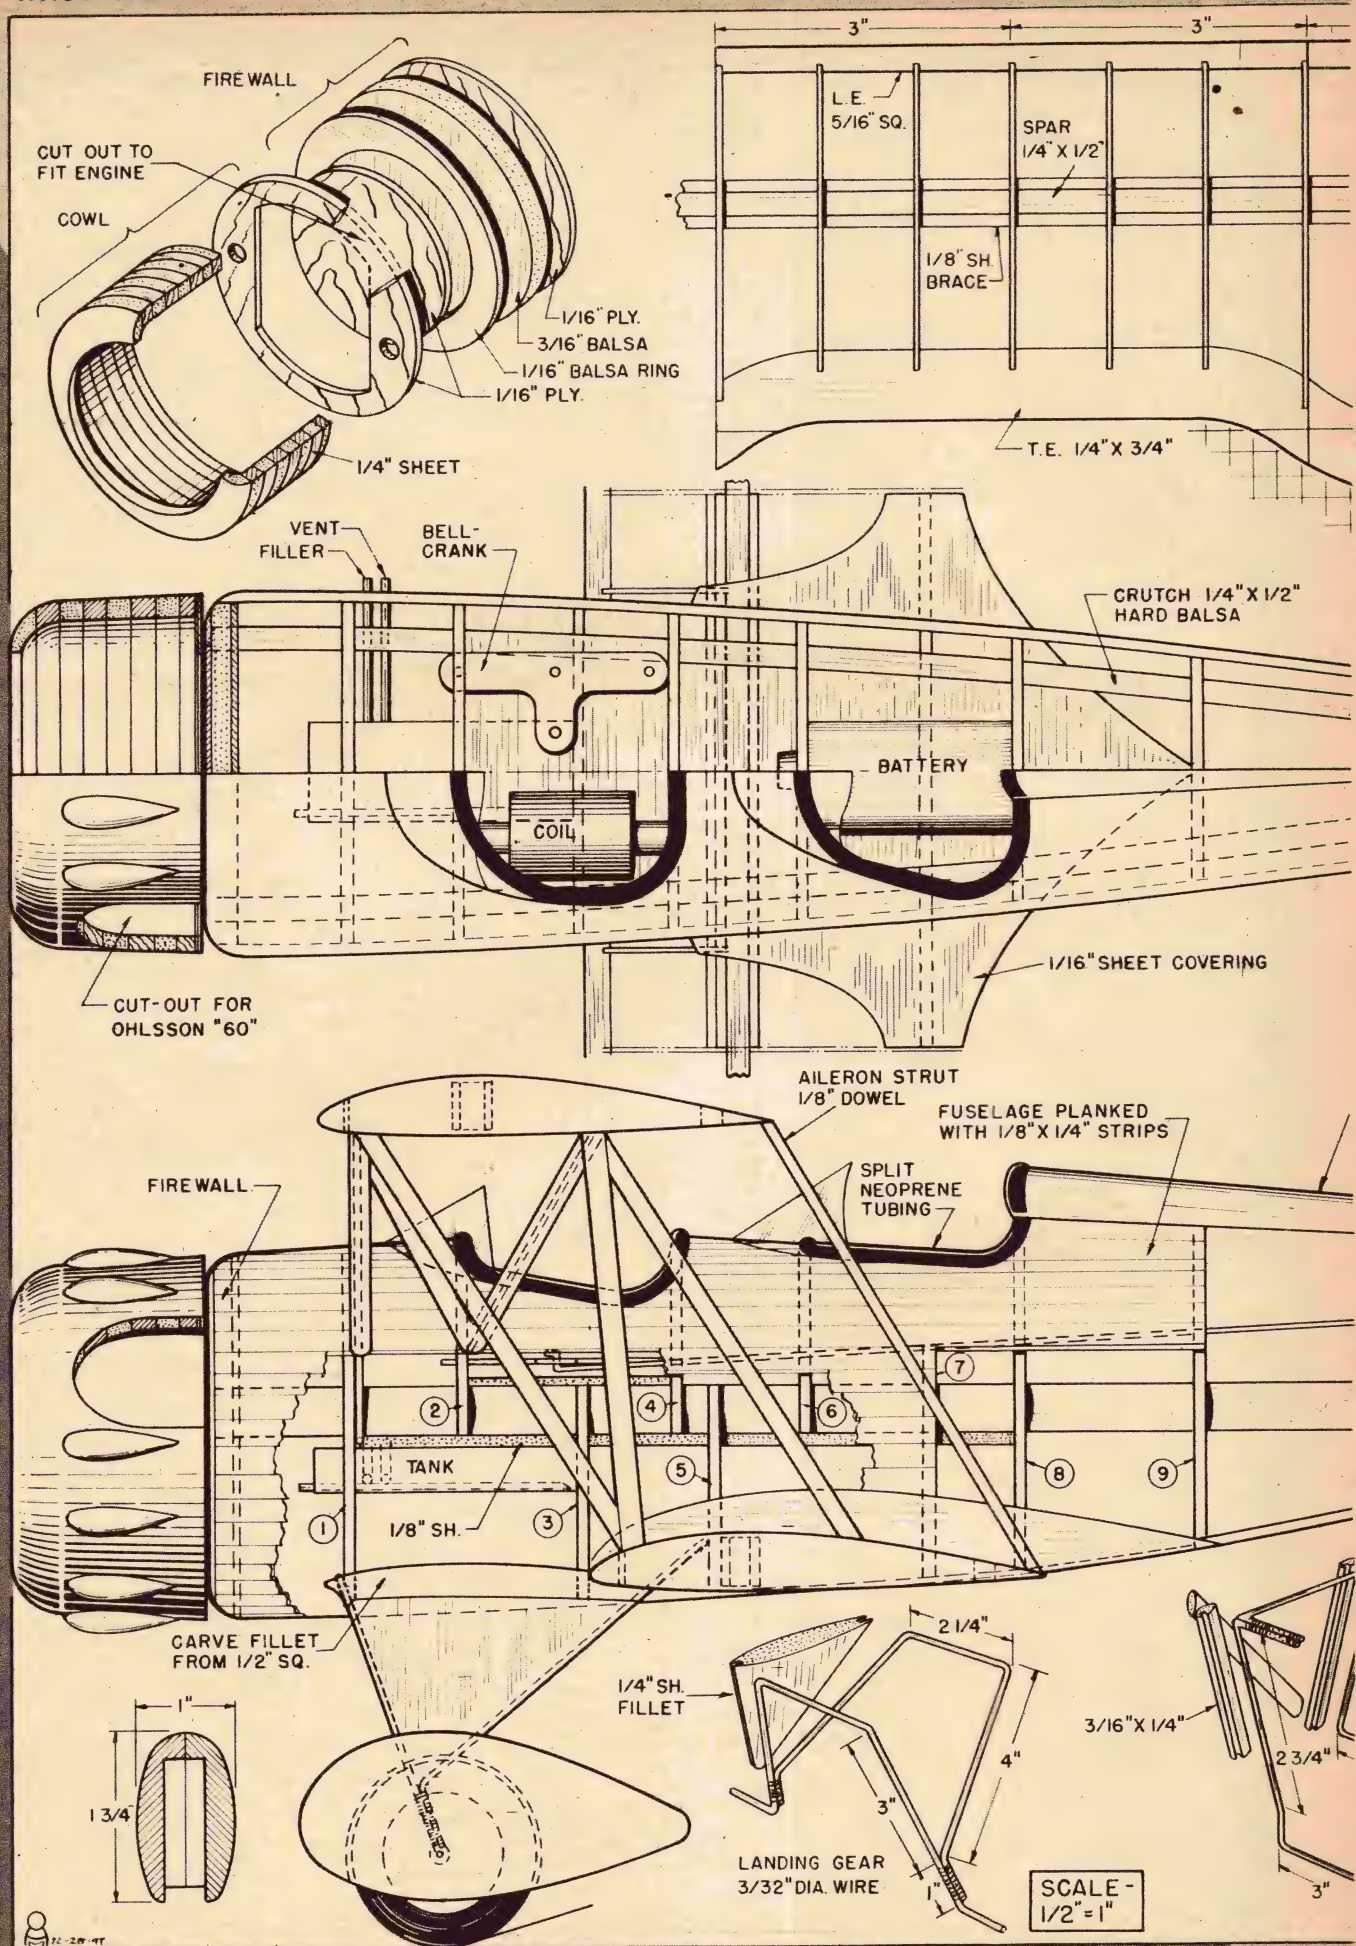 FIREWALL
CUT OUT TO
FIT ENGINE
COWL
1/16" PLY.
3/16" BALSA
1/16" BALSA RING
1/16" PLY.
1/4" SHEET
3"
3"
L.E.
5/16" SQ.
SPAR
1/4" X 1/2"
1/8" SH.
BRACE
T.E. 1/4" X 3/4"
VENT
FILLER
BELL-
CRANK
CRUTCH 1/4" X 1/2"
HARD BALSA
BATTERY
COIL
1/16" SHEET COVERING
CUT-OUT FOR
OHLSSON "60"
AILERON STRUT
1/8" DOWEL
FUSELAGE PLANKED
WITH 1/8" X 1/4" STRIPS
SPLIT
NEOPRENE
TUBING
FIREWALL
7
2
4
6
TANK
5
8
9
1
1/8" SH.
3
CARVE FILLET
FROM 1/2" SQ.
1"
1 3/4"
1/4" SH.
FILLET
2 1/4"
4"
3"
1"
LANDING GEAR
3/32" DIA. WIRE
3/16" X 1/4"
2 3/4"
3"
SCALE-
1/2" = 1"